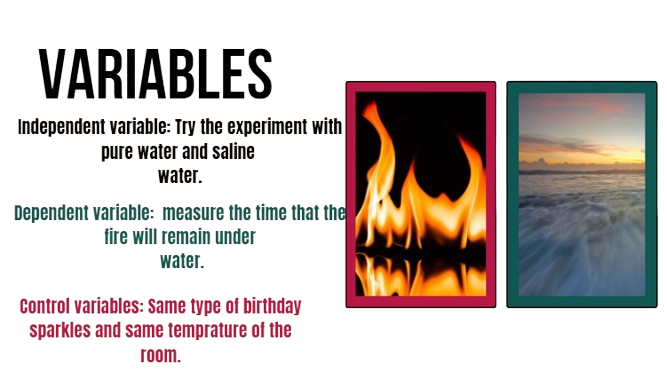 VARIABLES
Independent variable: Try the experiment with
pure water and saline
water.
Dependent variable: measure the time that the
fire will remain under
water.
Control variables: Same type of birthday
sparkles and same temprature of the
room.